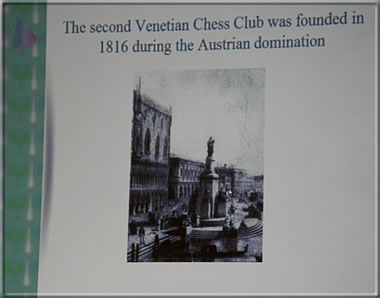 The second Venetian Chess Club was founded in
1816 during the Austrian domination